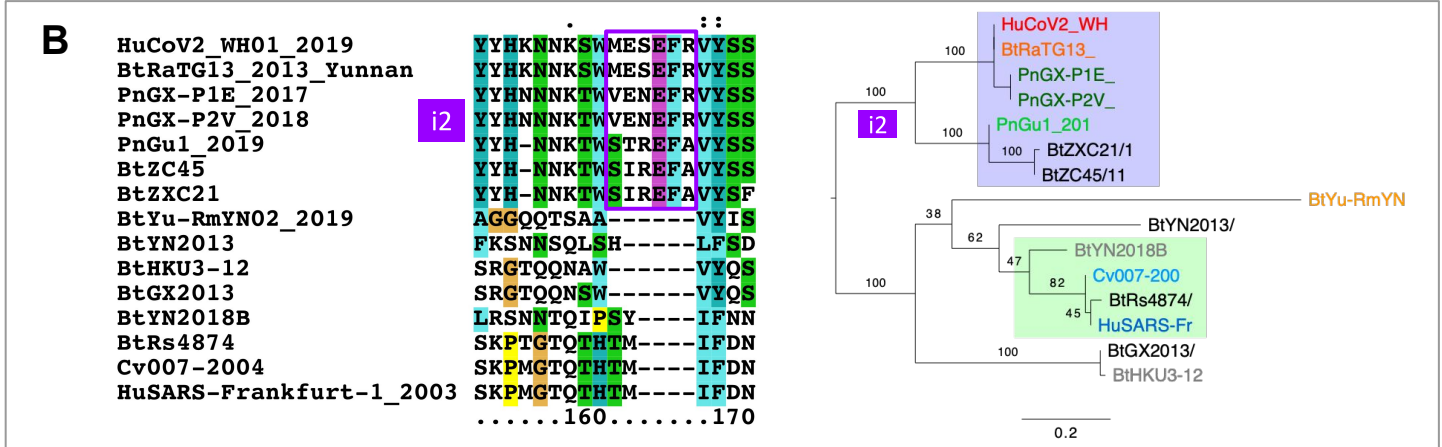 B
. ::
HuCoV2_WH01_2019 YYHKNNKSWMESEFRVYSS
BtRaTG13_2013_Yunnan YYHKNNKSWMESEFRVYSS
PnGX-P1E_2017 YYHKNNKTWVENEFRVYSS
PnGX-P2V_2018 YYHKNNKTWVENEFRVYSS
PnGu1_2019 YYH-NNKTWSTREFAVYSS
BtZC45 YYH-NNKTWSIREFAVYSS
BtZXC21 YYH-NNKTWSIREFAVYSF
BtYu-RmYN02_2019 AGGQQTSAA------VYIS
BtYN2013 FKSNNSQLSH-----LFSD
BtHKU3-12 SRGTQQNAW------VYQS
BtGX2013 SRGTQQNSW------VYQS
BtYN2018B LRSNNTQIPSY----IFNN
BtRs4874 SKPTGTQTHTM----IFDN
Cv007-2004 SKPMGTQTHTM----IFDN
HuSARS-Frankfurt-1_2003 SKPMGTQTHTM----IFDN
......160.......170
i2
HuCoV2_WH
100
BtRaTG13_
PnGX-P1E_
100
PnGX-P2V_
i2
PnGu1_201
100
BtZXC21/1
100
BtZC45/11
BtYu-RmYN
38
BtYN2013/
62
BtYN2018B
47
Cv007-200
82
100
BtRs4874/
45
HuSARS-Fr
BtGX2013/
100
BtHKU3-12
0.2